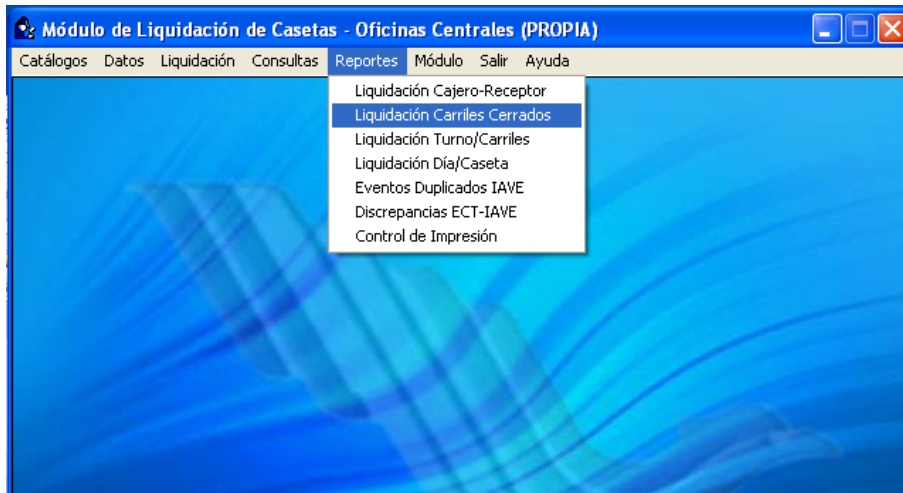 Módulo de Liquidación de Casetas - Oficinas Centrales (PROPIA)
Catálogos Datos Liquidación Consultas Reportes Módulo Salir Ayuda
Liquidación Cajero-Receptor
Liquidación Carriles Cerrados
Liquidación Turno/Carriles
Liquidación Día/Caseta
Eventos Duplicados IAVE
Discrepancias ECT-IAVE
Control de Impresión